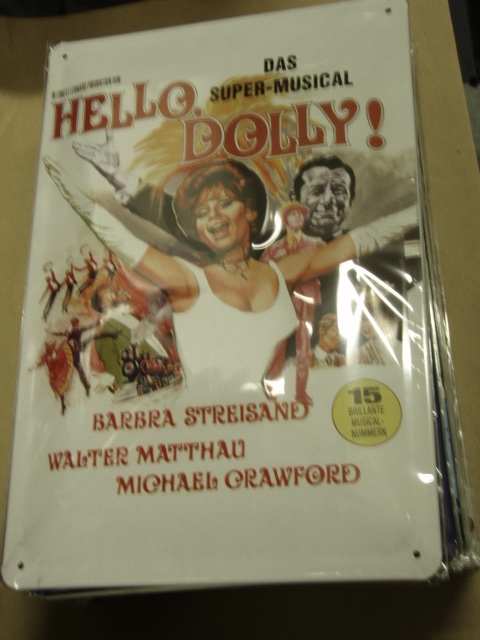 DAS
SUPER-MUSICAL
HELLO,
DOLLY!
BARBRA STREISAND
WALTER MATTHAU
MICHAEL CRAWFORD
15
BRILLANTE
MUSICAL-
NUMMERN